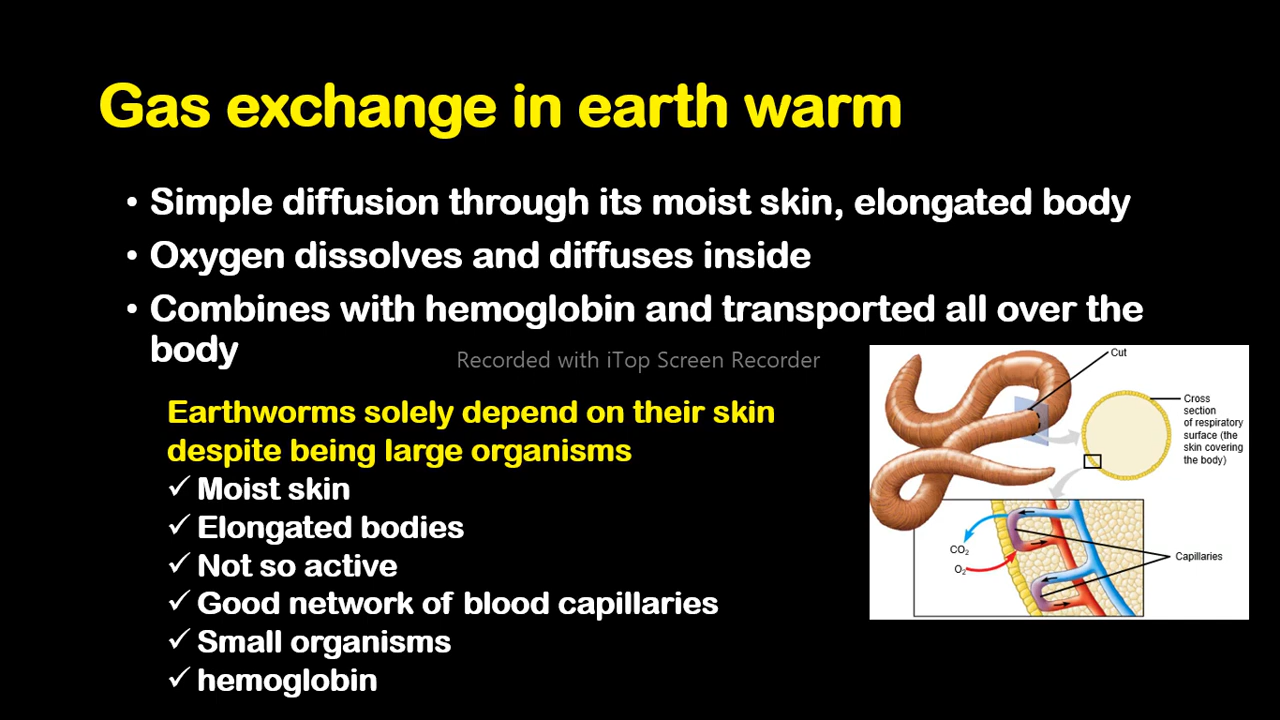 Gas exchange in earth warm
• Simple diffusion through its moist skin, elongated body
• Oxygen dissolves and diffuses inside
• Combines with hemoglobin and transported all over the
body
Recorded with iTop Screen Recorder
Earthworms solely depend on their skin
despite being large organisms
✓ Moist skin
✓ Elongated bodies
✓ Not so active
✓ Good network of blood capillaries
✓ Small organisms
✓ hemoglobin
Cut
Cross
section
of respiratory
surface (the
skin covering
the body)
CO₂
O₂
Capillaries